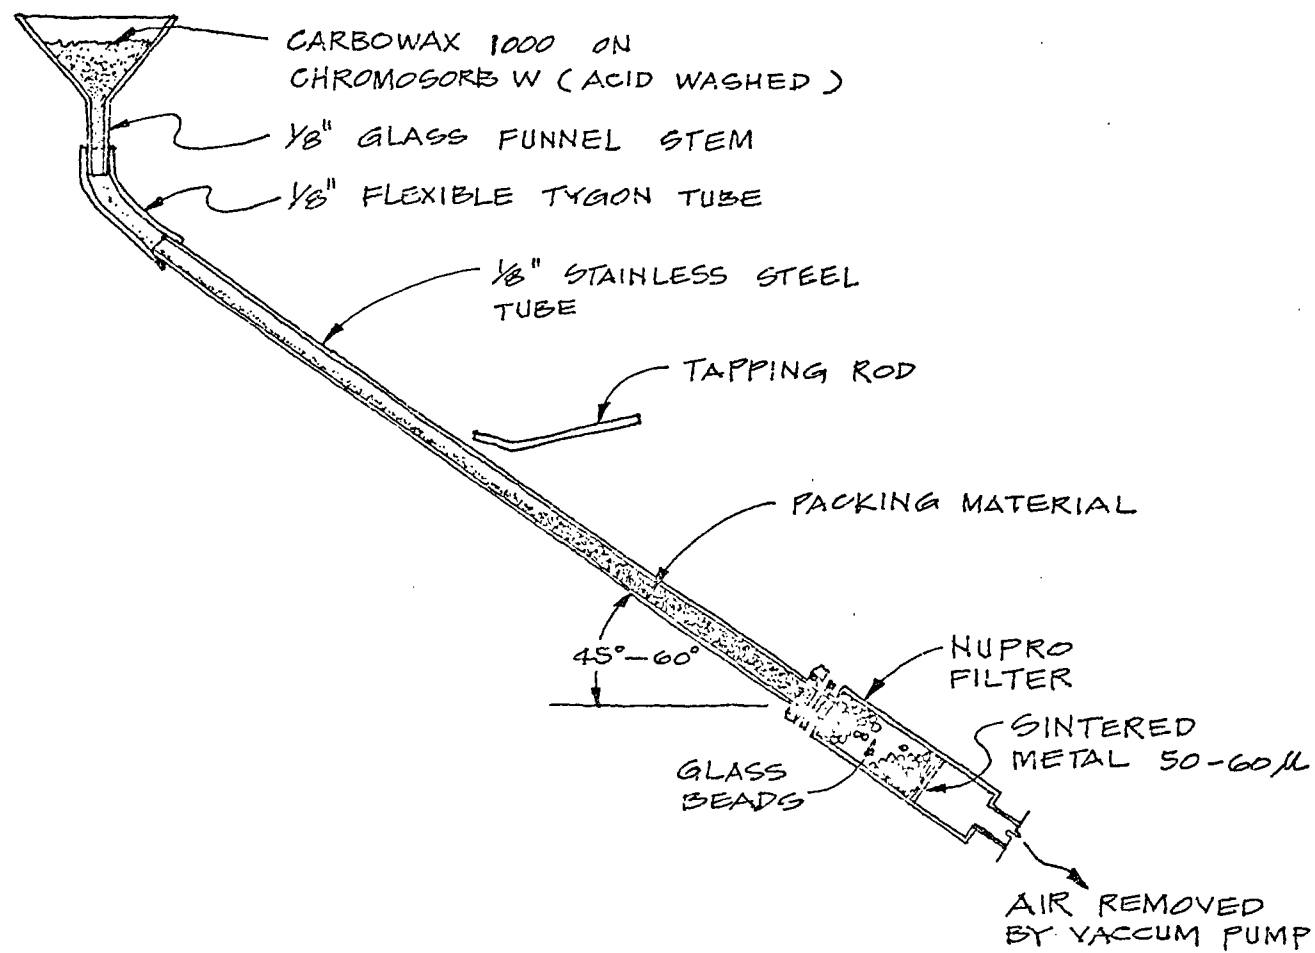 CARBOWAX 1000 ON
CHROMOSORB W (ACID WASHED)
1/8" GLASS FUNNEL STEM
1/8" FLEXIBLE TYGON TUBE
1/8" STAINLESS STEEL
TUBE
TAPPING ROD
PACKING MATERIAL
45°-60°
NUPRO
FILTER
SINTERED
METAL 50-60μ
GLASS
BEADS
AIR REMOVED
BY VACCUM PUMP